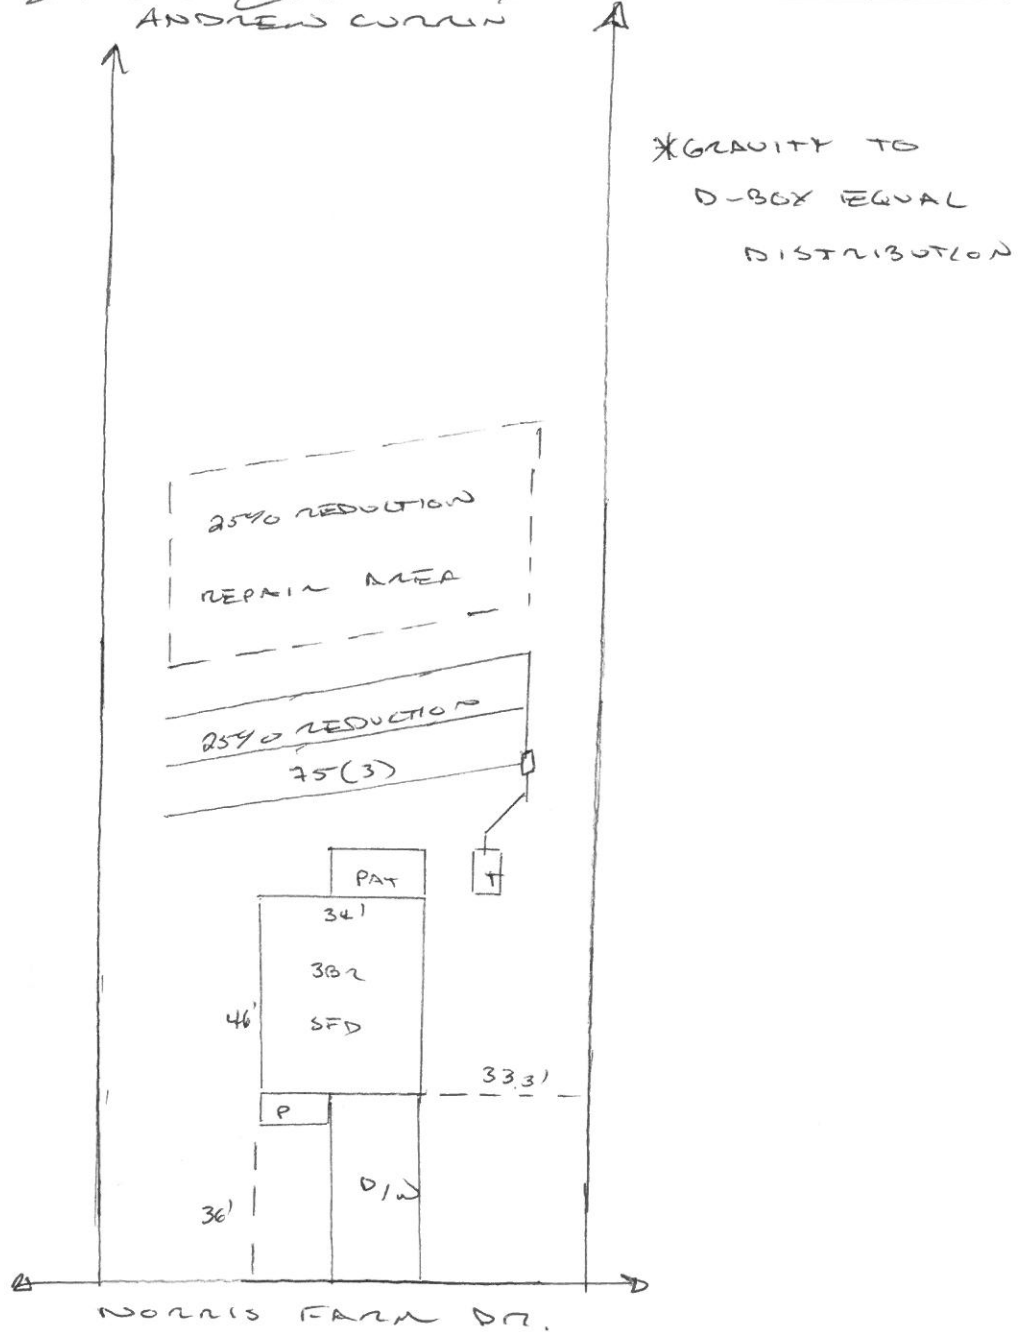 ANDREW CURRIN
*GRAVITY TO
D-BOX EQUAL
DISTRIBUTION
25% REDUCTION
REPAIR AREA
25% REDUCTION
75(3)
PAT
T
34'
3BR
46'
SFD
33.3'
P
D/W
36'
NORRIS FARM DR.